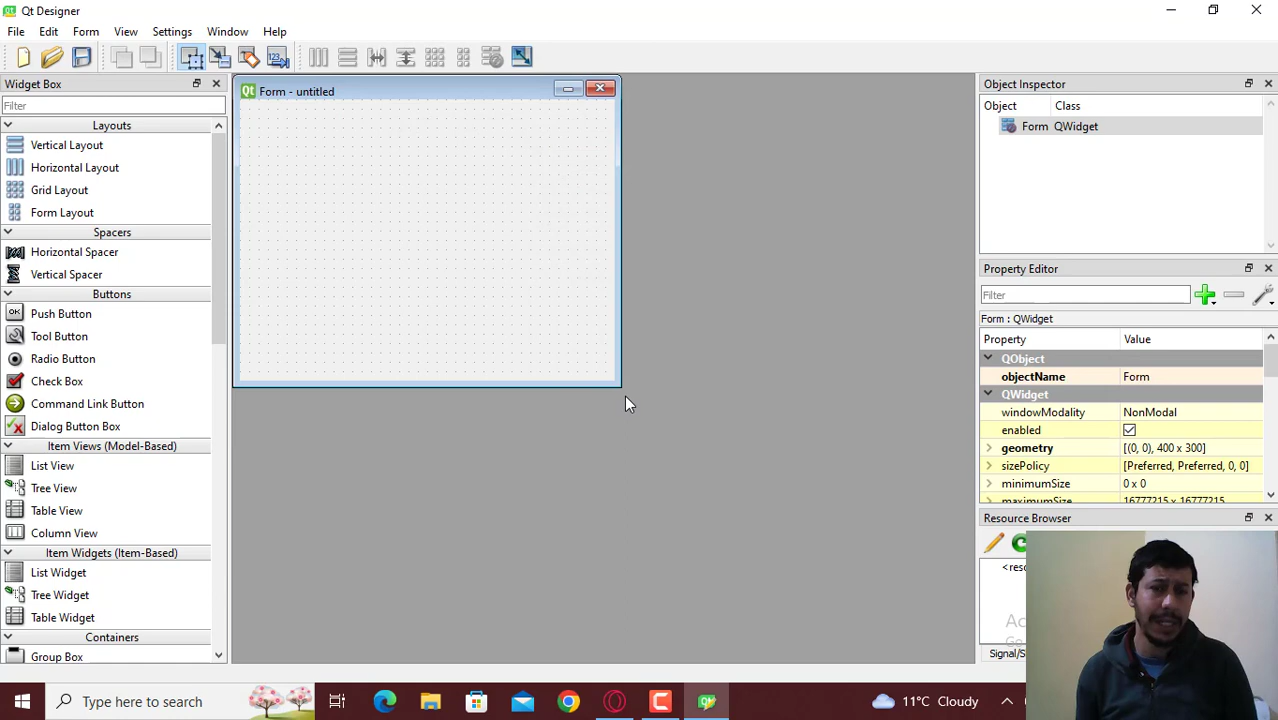 Qt Designer
File Edit Form View Settings Window Help
Widget Box
Filter
Layouts
Vertical Layout
Horizontal Layout
Grid Layout
Form Layout
Spacers
Horizontal Spacer
Vertical Spacer
Buttons
Push Button
Tool Button
Radio Button
Check Box
Command Link Button
Dialog Button Box
Item Views (Model-Based)
List View
Tree View
Table View
Column View
Item Widgets (Item-Based)
List Widget
Tree Widget
Table Widget
Containers
Group Box
Qt Form - untitled
Object Inspector
Object Class
Form QWidget
Property Editor
Filter
Form : QWidget
Property Value
QObject
objectName Form
QWidget
windowModality NonModal
enabled
geometry [(0, 0), 400 x 300]
sizePolicy [Preferred, Preferred, 0, 0]
minimumSize 0 x 0
maximumSize 16777215 x 16777215
Resource Browser
Type here to search
11°C Cloudy